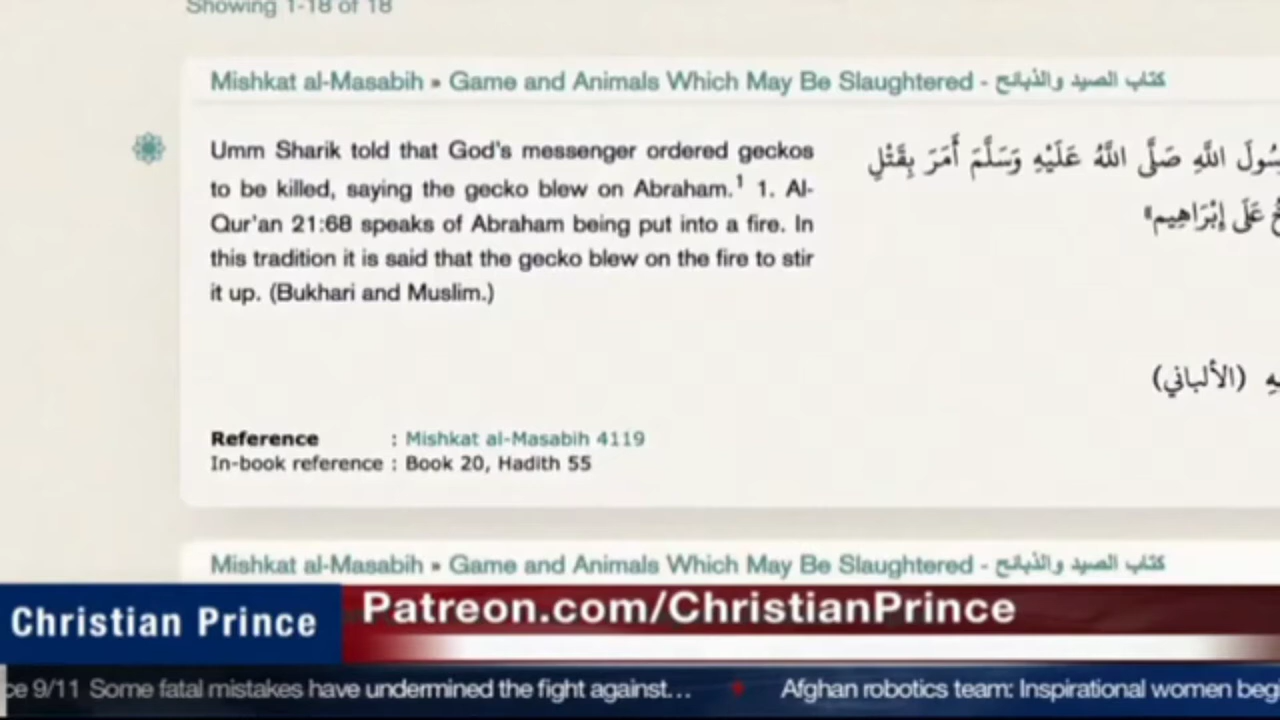 Showing 1-18 of 18
Mishkat al-Masabih » Game and Animals Which May Be Slaughtered - كتاب الصيد والذبائح
Umm Sharik told that God's messenger ordered geckos
to be killed, saying the gecko blew on Abraham.¹ 1. Al-
Qur'an 21:68 speaks of Abraham being put into a fire. In
this tradition it is said that the gecko blew on the fire to stir
it up. (Bukhari and Muslim.)
اللَّهِ صَلَّى اللَّهُ عَلَيْهِ وَسَلَّمَ أَمَرَ بِقَتْلِ
عَلَى إِبْرَاهِيم»
(الألباني)
Reference : Mishkat al-Masabih 4119
In-book reference : Book 20, Hadith 55
Mishkat al-Masabih » Game and Animals Which May Be Slaughtered - كتاب الصيد والذبائح
Christian Prince
Patreon.com/ChristianPrince
ce 9/11 Some fatal mistakes have undermined the fight against... Afghan robotics team: Inspirational women begi